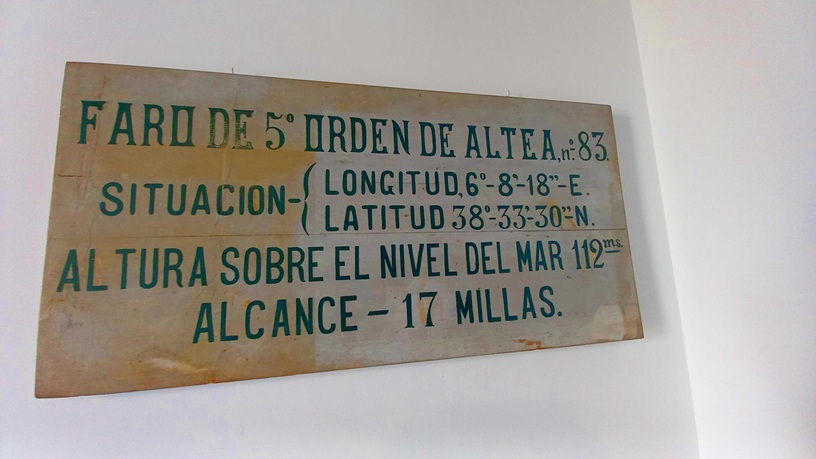 FARO DE 5º ORDEN DE ALTEA, nº 83.
SITUACION-{ LONGITUD, 6º-8'-18"-E.
LATITUD 38º-33'-30"-N.
ALTURA SOBRE EL NIVEL DEL MAR 112ms.
ALCANCE - 17 MILLAS.